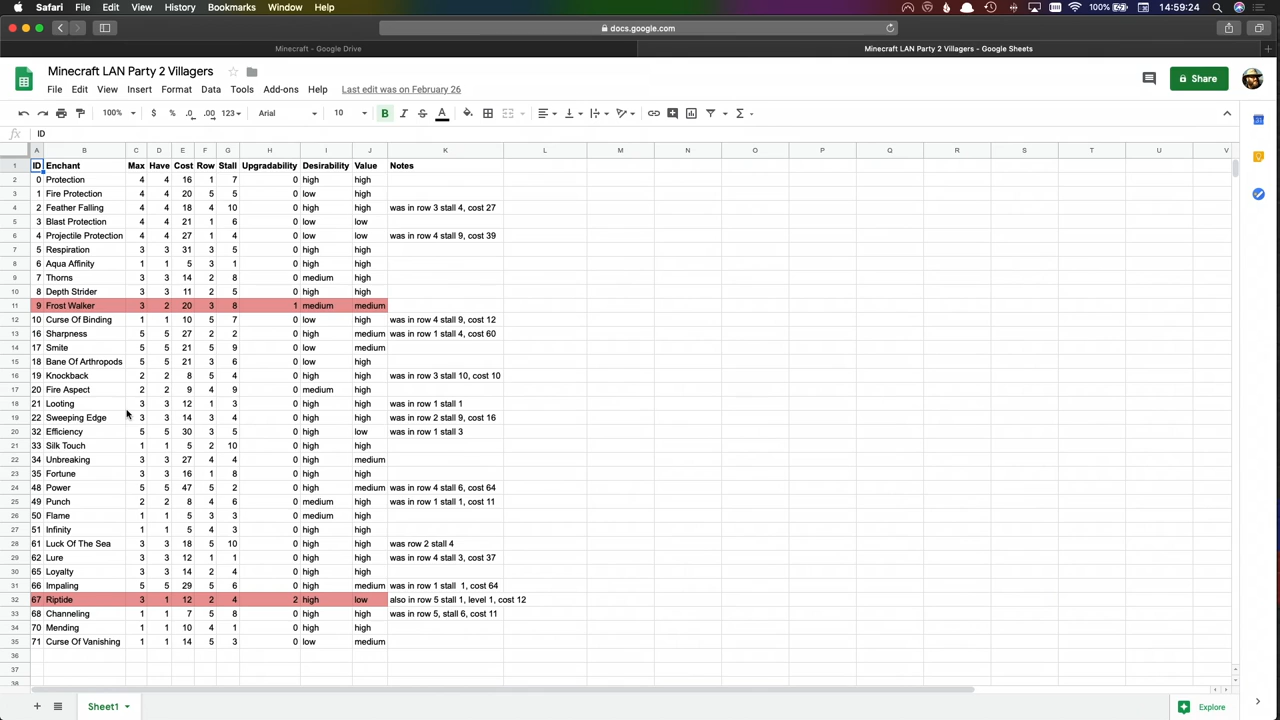 Safari File Edit View History Bookmarks Window Help 100% 14:59:24
docs.google.com
Minecraft - Google Drive Minecraft LAN Party 2 Villagers - Google Sheets
Minecraft LAN Party 2 Villagers
File Edit View Insert Format Data Tools Add-ons Help Last edit was on February 26 Share
100% $ % .0 .00 123 Arial 10 B I S A Σ
fx ID
A B C D E F G H I J K L M N O P Q R S T U V
1 ID Enchant Max Have Cost Row Stall Upgradability Desirability Value Notes
2 0 Protection 4 4 16 1 7 0 high high
3 1 Fire Protection 4 4 20 5 5 0 low high
4 2 Feather Falling 4 4 18 4 10 0 high high was in row 3 stall 4, cost 27
5 3 Blast Protection 4 4 21 1 6 0 low low
6 4 Projectile Protection 4 4 27 1 4 0 low low was in row 4 stall 9, cost 39
7 5 Respiration 3 3 31 3 5 0 high high
8 6 Aqua Affinity 1 1 5 3 1 0 high high
9 7 Thorns 3 3 14 2 8 0 medium high
10 8 Depth Strider 3 3 11 2 5 0 high high
11 9 Frost Walker 3 2 20 3 8 1 medium medium
12 10 Curse Of Binding 1 1 10 5 7 0 low high was in row 4 stall 9, cost 12
13 16 Sharpness 5 5 27 2 2 0 high medium was in row 1 stall 4, cost 60
14 17 Smite 5 5 21 5 9 0 low medium
15 18 Bane Of Arthropods 5 5 21 3 6 0 low high
16 19 Knockback 2 2 8 5 4 0 high high was in row 3 stall 10, cost 10
17 20 Fire Aspect 2 2 9 4 9 0 medium high
18 21 Looting 3 3 12 1 3 0 high high was in row 1 stall 1
19 22 Sweeping Edge 3 3 14 3 4 0 high high was in row 2 stall 9, cost 16
20 32 Efficiency 5 5 30 3 5 0 high low was in row 1 stall 3
21 33 Silk Touch 1 1 5 2 10 0 high high
22 34 Unbreaking 3 3 27 4 4 0 high medium
23 35 Fortune 3 3 16 1 8 0 high high
24 48 Power 5 5 47 5 2 0 high medium was in row 4 stall 6, cost 64
25 49 Punch 2 2 8 4 6 0 medium high was in row 1 stall 1, cost 11
26 50 Flame 1 1 5 3 3 0 medium high
27 51 Infinity 1 1 5 4 3 0 high high
28 61 Luck Of The Sea 3 3 18 5 10 0 high high was row 2 stall 4
29 62 Lure 3 3 12 1 1 0 high high was in row 4 stall 3, cost 37
30 65 Loyalty 3 3 14 2 4 0 high high
31 66 Impaling 5 5 29 5 6 0 high medium was in row 1 stall 1, cost 64
32 67 Riptide 3 1 12 2 4 2 high low also in row 5 stall 1, level 1, cost 12
33 68 Channeling 1 1 7 5 8 0 high high was in row 5, stall 6, cost 11
34 70 Mending 1 1 10 4 1 0 high high
35 71 Curse Of Vanishing 1 1 14 5 3 0 low medium
36
37
38
+ Sheet1 Explore